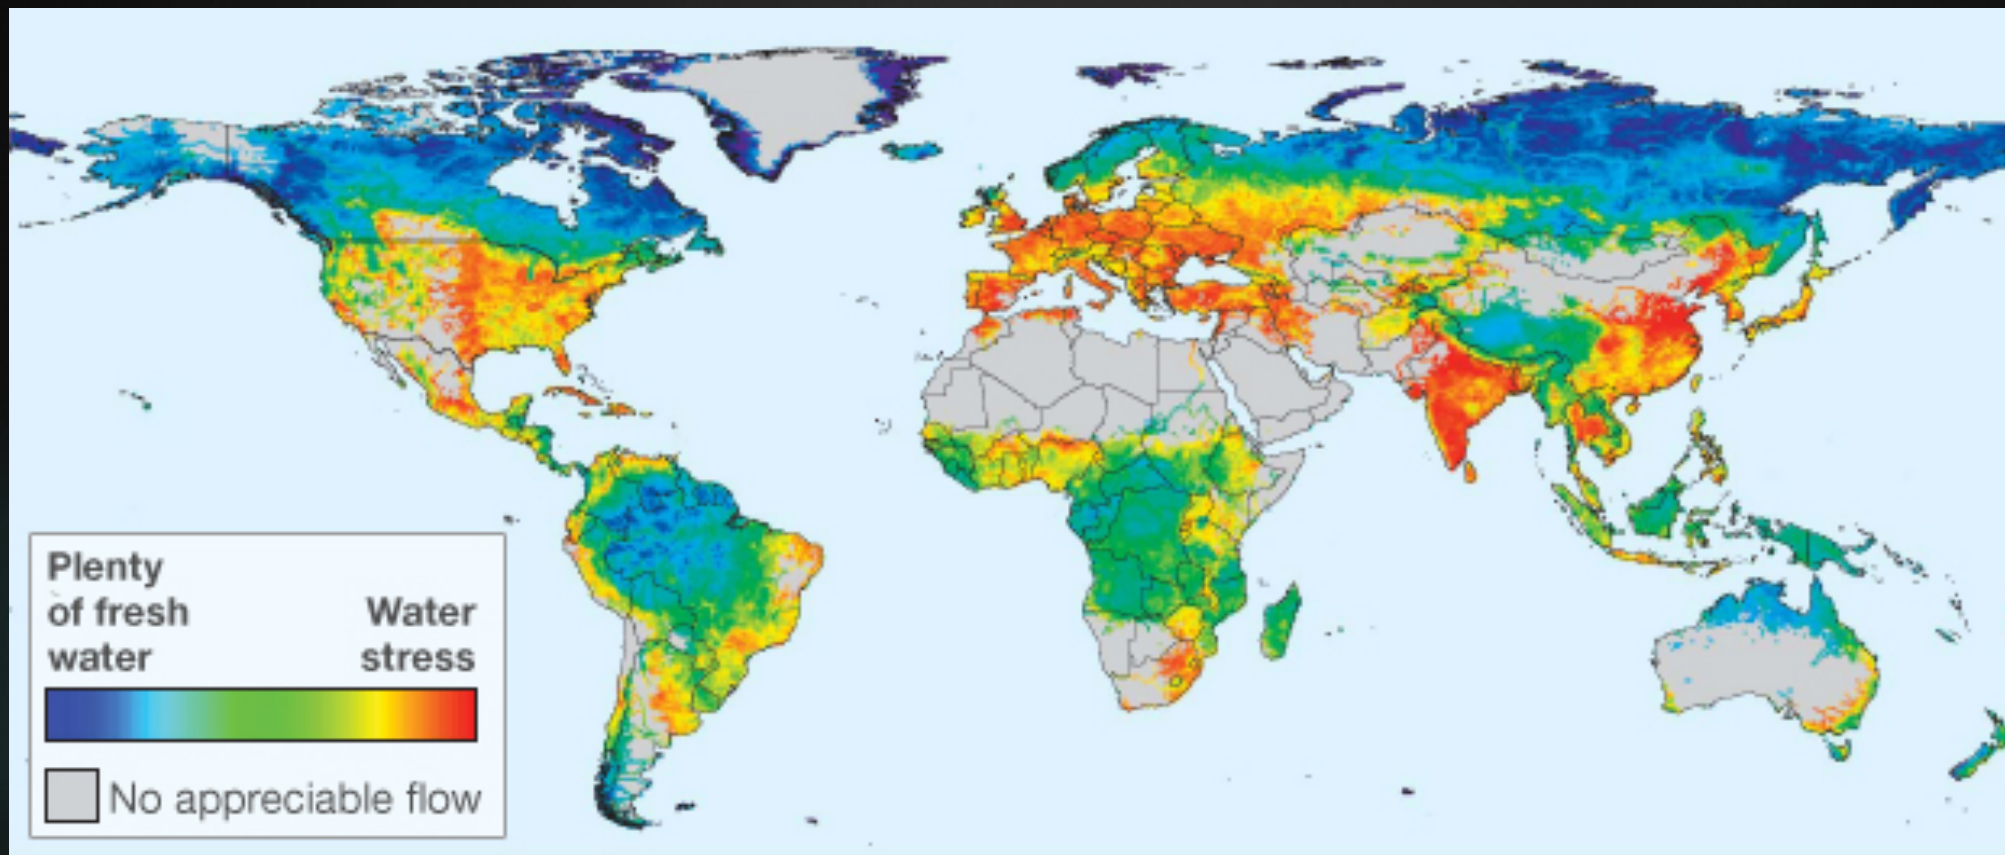 Plenty
of fresh
water
Water
stress
No appreciable flow